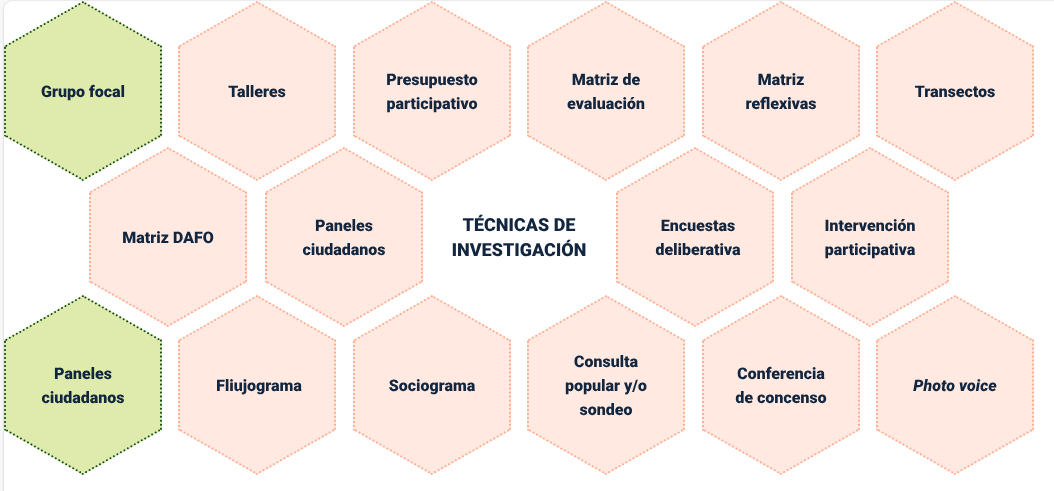 Grupo focal
Talleres
Presupuesto
participativo
Matriz de
evaluación
Matriz
reflexivas
Transectos
Matriz DAFO
Paneles
ciudadanos
TÉCNICAS DE
INVESTIGACIÓN
Encuestas
deliberativa
Intervención
participativa
Paneles
ciudadanos
Fliujograma
Sociograma
Consulta
popular y/o
sondeo
Conferencia
de concenso
Photo voice